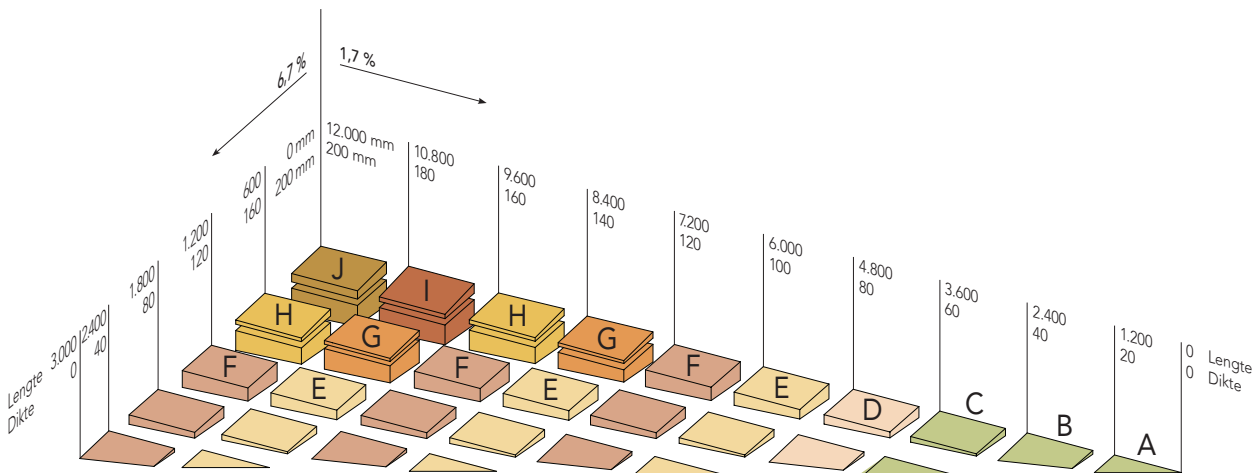 6,7 %
1,7 %
0 mm
200 mm
12.000 mm
200 mm
10.800
180
9.600
160
8.400
140
7.200
120
6.000
100
4.800
80
3.600
60
2.400
40
1.200
20
0 Lengte
0 Dikte
600
160
1.200
120
1.800
80
2.400
40
Lengte 3.000
Dikte 0
J
I
H
H
G
G
F
F
F
E
E
E
D
C
B
A